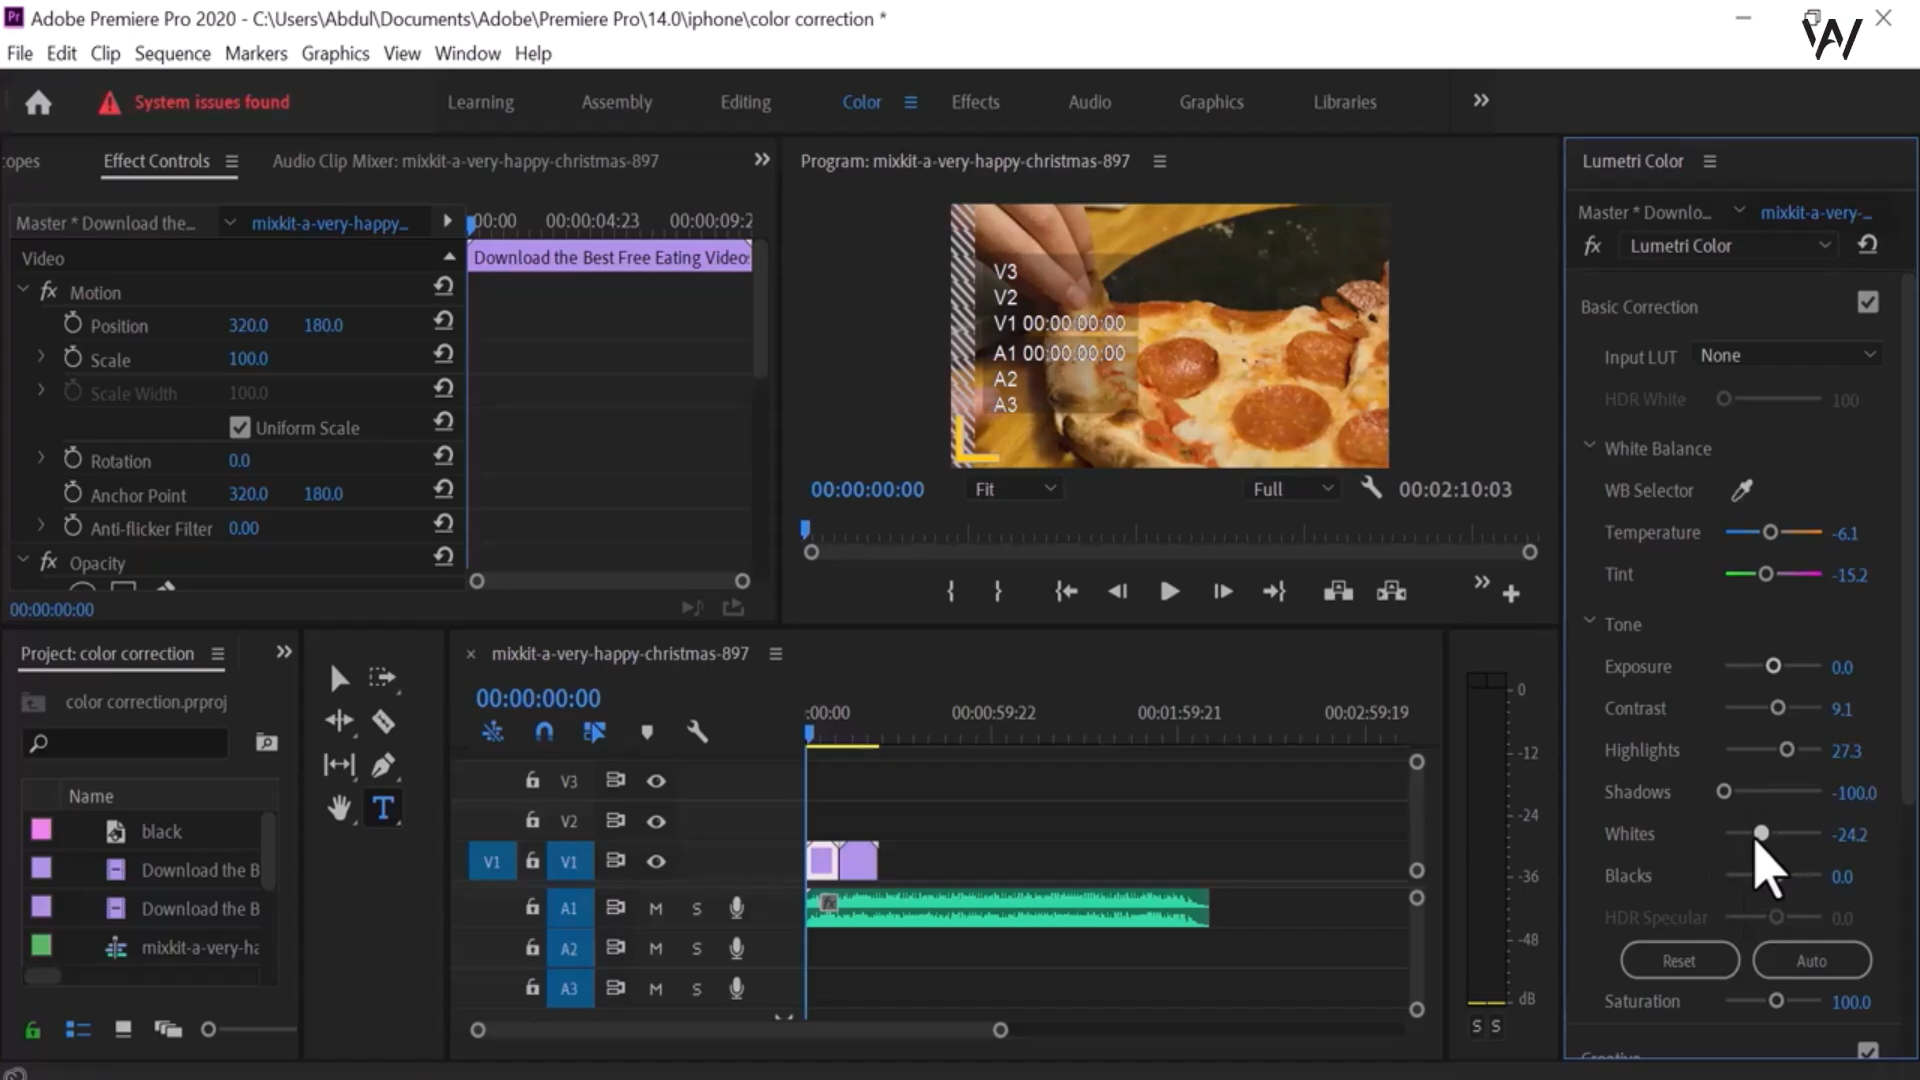 Adobe Premiere Pro 2020 - C:\Users\Abdul\Documents\Adobe\Premiere Pro\14.0\iphone\color correction *
File Edit Clip Sequence Markers Graphics View Window Help
System issues found
Learning Assembly Editing Color Effects Audio Graphics Libraries
opes Effect Controls Audio Clip Mixer: mixkit-a-very-happy-christmas-897
Master * Download the... mixkit-a-very-happy...
:00:00 00:00:04:23 00:00:09:2
Video
Download the Best Free Eating Video
fx Motion
Position 320.0 180.0
Scale 100.0
Scale Width 100.0
Uniform Scale
Rotation 0.0
Anchor Point 320.0 180.0
Anti-flicker Filter 0.00
fx Opacity
00:00:00:00
Program: mixkit-a-very-happy-christmas-897
V3
V2
V1 00:00:00:00
A1 00:00:00:00
A2
A3
00:00:00:00 Fit Full 00:02:10:03
Lumetri Color
Master * Downlo... mixkit-a-very-...
fx Lumetri Color
Basic Correction
Input LUT None
HDR White 100
White Balance
WB Selector
Temperature -6.1
Tint -15.2
Tone
Exposure 0.0
Contrast 9.1
Highlights 27.3
Shadows -100.0
Whites -24.2
Blacks 0.0
HDR Specular 0.0
Reset Auto
Saturation 100.0
Creative
Project: color correction
color correction.prproj
Name
black
Download the B
Download the B
mixkit-a-very-ha
T
mixkit-a-very-happy-christmas-897
00:00:00:00
:00:00 00:00:59:22 00:01:59:21 00:02:59:19
V3
V2
V1 V1
A1 M S
A2 M S
A3 M S
fx
0
-12
-24
-36
-48
dB
S S